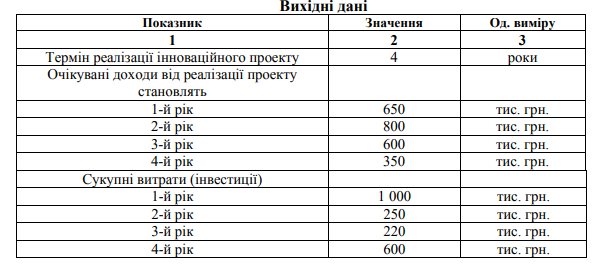 Вихідні дані
Показник Значення Од. виміру
1 2 3
Термін реалізації інноваційного проекту 4 роки
Очікувані доходи від реалізації проекту
становлять
1-й рік 650 тис. грн.
2-й рік 800 тис. грн.
3-й рік 600 тис. грн.
4-й рік 350 тис. грн.
Сукупні витрати (інвестиції)
1-й рік 1 000 тис. грн.
2-й рік 250 тис. грн.
3-й рік 220 тис. грн.
4-й рік 600 тис. грн.